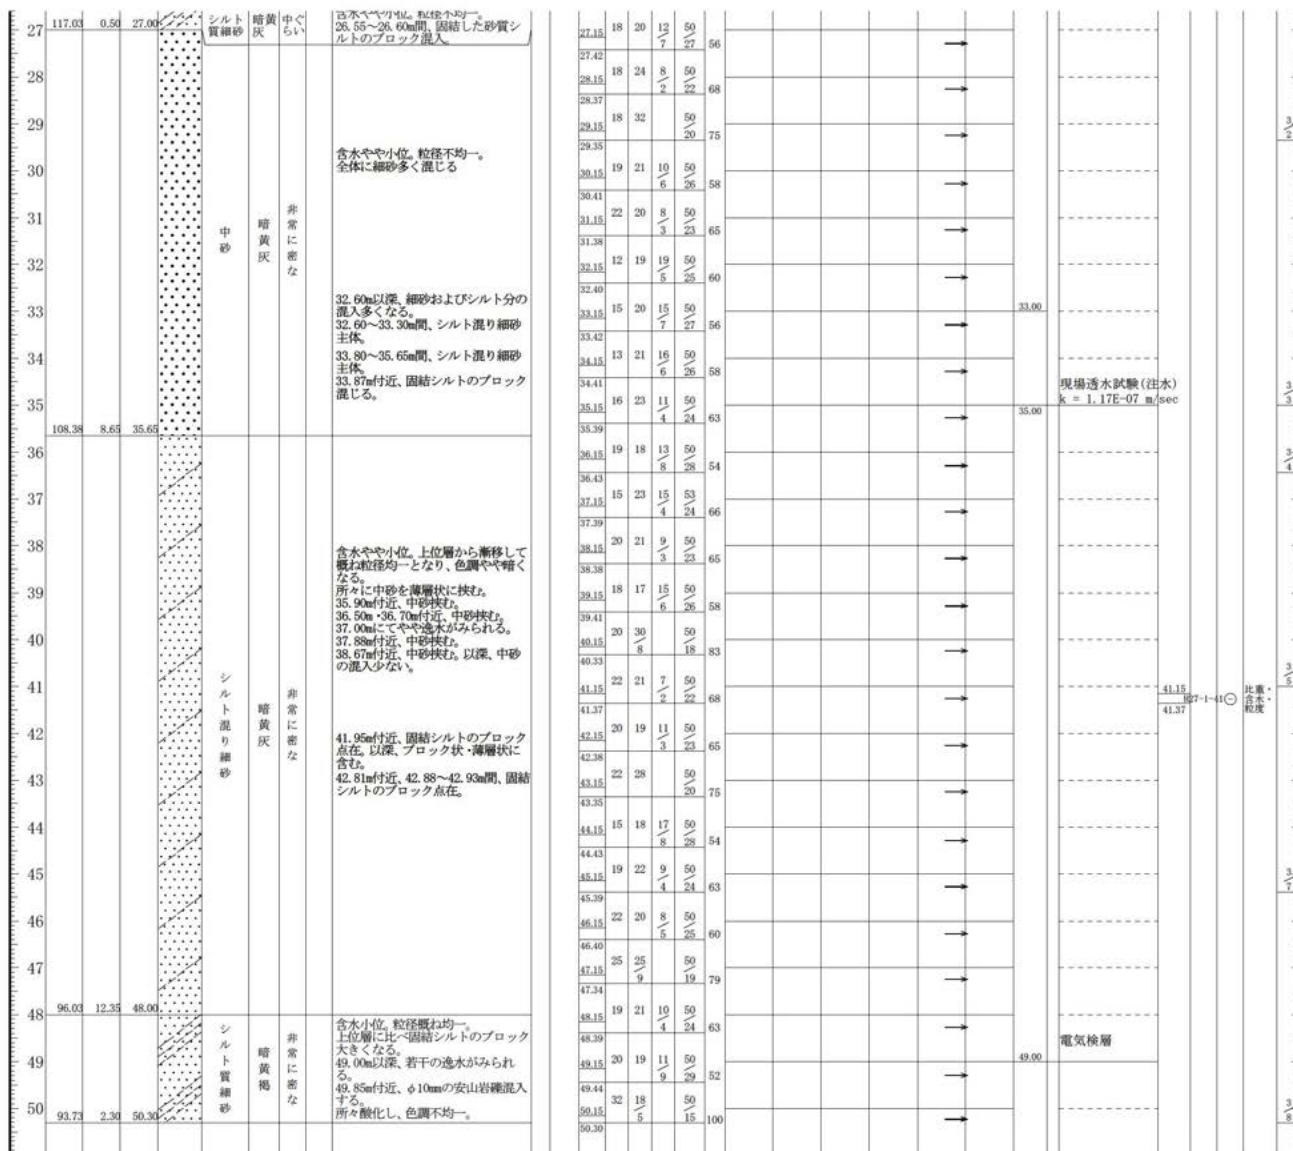 27
28
29
30
31
32
33
34
35
36
37
38
39
40
41
42
43
44
45
46
47
48
49
50
117.03 0.50 27.00
108.38 8.65 35.65
96.03 12.35 48.00
93.73 2.30 50.30
シルト質細砂
暗黄灰
中ぐらい
含水やや小位。粒径不均一。
26.55～26.60m間、固結した砂質シ
ルトのブロック混入。
中砂
暗黄灰
非常に密な
含水やや小位。粒径不均一。
全体に細砂多く混じる
32.60m以深、細砂およびシルト分の
混入多くなる。
32.60～33.30m間、シルト混り細砂
主体。
33.80～35.65m間、シルト混り細砂
主体。
33.87m付近、固結シルトのブロック
混じる。
シルト混り細砂
暗黄灰
非常に密な
含水やや小位。上位層から漸移して
概ね粒径均一となり、色調やや暗く
なる。
所々に中砂を薄層状に挟む。
35.90m付近、中砂挟む。
36.50m・36.70m付近、中砂挟む。
37.00mにてやや逸水がみられる。
37.88m付近、中砂挟む。
38.67m付近、中砂挟む。以深、中砂
の混入少ない。
41.95m付近、固結シルトのブロック
点在。以深、ブロック状・薄層状に
含む。
42.81m付近、42.88～42.93m間、固結
シルトのブロック点在。
シルト質細砂
暗黄褐
非常に密な
含水小位。粒径概ね均一。
上位層に比べ固結シルトのブロック
大きくなる。
49.00m以深、若干の逸水がみられ
る。
49.85m付近、φ10mmの安山岩礫混入
する。
所々酸化し、色調不均一。
27.15 18 20 12/7 50/27 56
27.42
28.15 18 24 8/2 50/22 68
28.37
29.15 18 32 50/20 75
29.35
30.15 19 21 10/6 50/26 58
30.41
31.15 22 20 8/3 50/23 65
31.38
32.15 12 19 19/5 50/25 60
32.40
33.15 15 20 15/7 50/27 56
33.42
34.15 13 21 16/6 50/26 58
34.41
35.15 16 23 11/4 50/24 63
35.39
36.15 19 18 13/8 50/28 54
36.43
37.15 15 23 15/4 53/24 66
37.39
38.15 20 21 9/3 50/23 65
38.38
39.15 18 17 15/6 50/26 58
39.41
40.15 20 30/8 50/18 83
40.33
41.15 22 21 7/2 50/22 68
41.37
42.15 20 19 11/3 50/23 65
42.38
43.15 22 28 50/20 75
43.35
44.15 15 18 17/8 50/28 54
44.43
45.15 19 22 9/4 50/24 63
45.39
46.15 22 20 8/5 50/25 60
46.40
47.15 25 25/9 50/19 79
47.34
48.15 19 21 10/4 50/24 63
48.39
49.15 20 19 11/9 50/29 52
49.44
50.15 32 18/5 50/15 100
50.30
33.00
35.00
現場透水試験(注水)
k = 1.17E-07 m/sec
49.00
電気検層
41.15
41.37
27-1-41
比重・
含水・
粒度
3/2
3/3
3/4
3/5
3/7
3/8